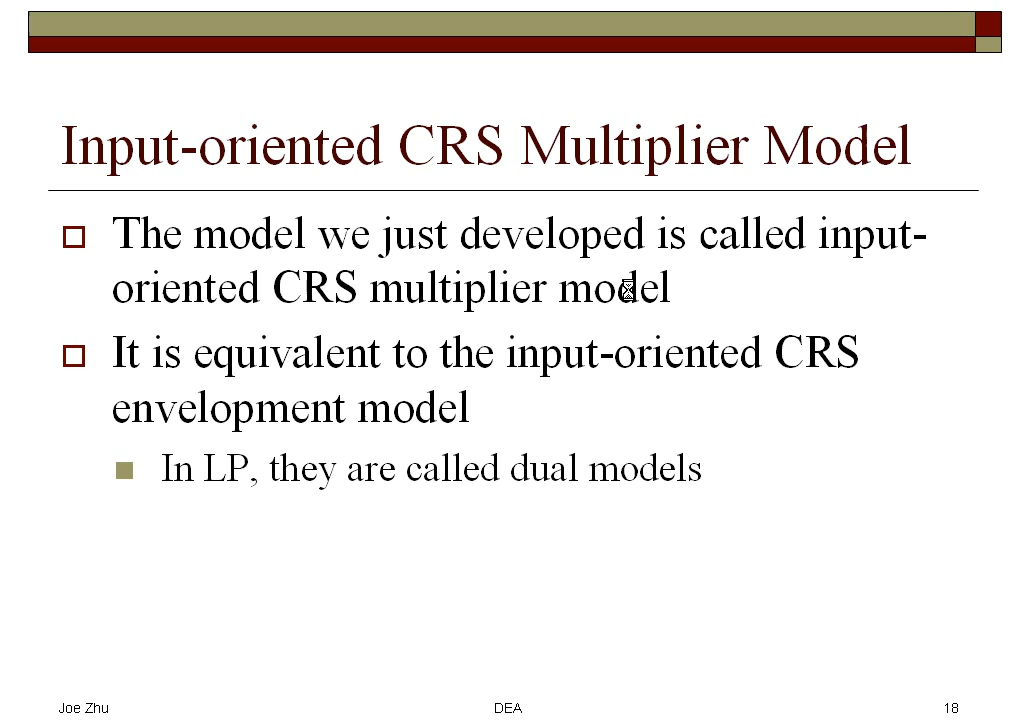 Input-oriented CRS Multiplier Model
The model we just developed is called input-
oriented CRS multiplier model
It is equivalent to the input-oriented CRS
envelopment model
In LP, they are called dual models
Joe Zhu
DEA
18